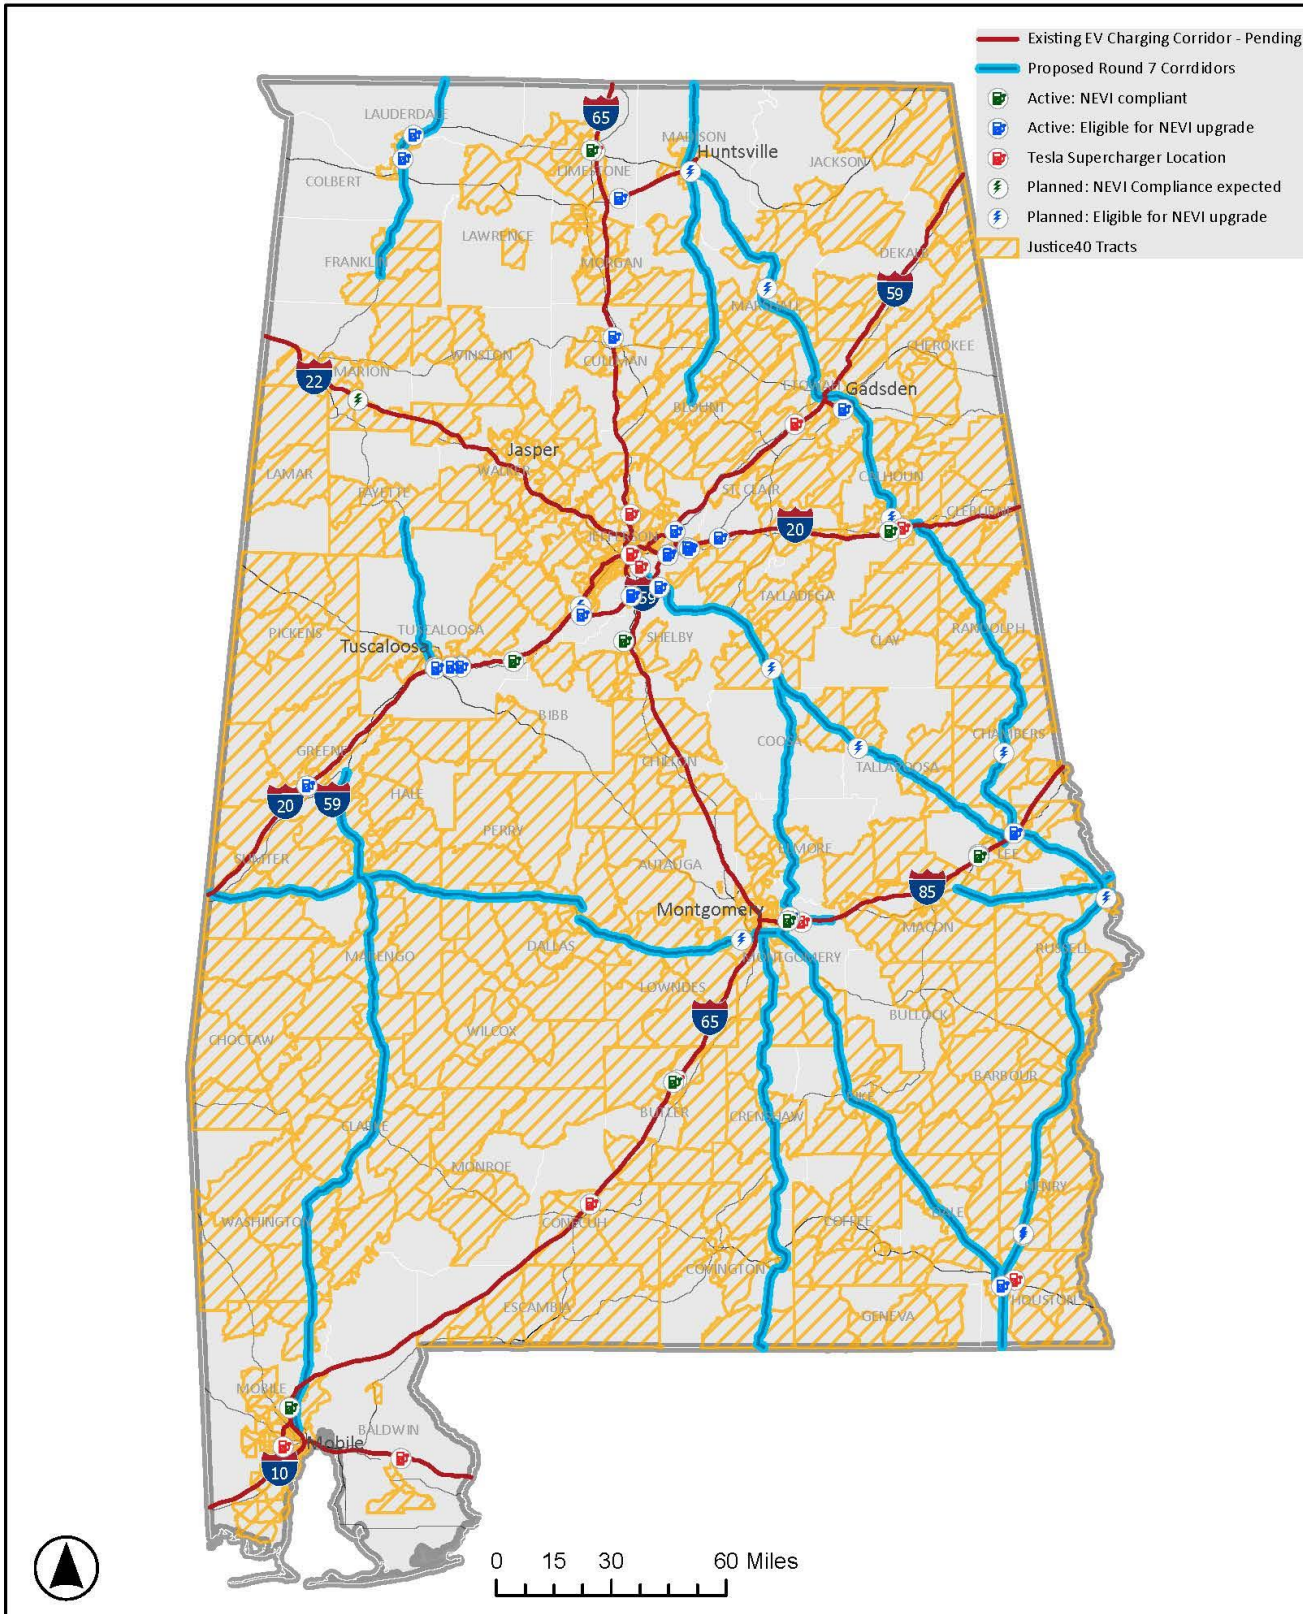 Existing EV Charging Corridor - Pending
Proposed Round 7 Corrdidors
Active: NEVI compliant
Active: Eligible for NEVI upgrade
Tesla Supercharger Location
Planned: NEVI Compliance expected
Planned: Eligible for NEVI upgrade
Justice40 Tracts
65
LAUDERDALE
MADISON
Huntsville
JACKSON
LIMESTONE
COLBERT
LAWRENCE
FRANKLIN
MORGAN
DEKALB
59
MARSHALL
WINSTON
CULLMAN
CHEROKEE
22
MARION
ETOWAH
Gadsden
BLOUNT
Jasper
WALKER
LAMAR
FAYETTE
ST. CLAIR
CALHOUN
CLEBURNE
20
JEFFERSON
59
TALLADEGA
PICKENS
TUSCALOOSA
Tuscaloosa
SHELBY
CLAY
RANDOLPH
BIBB
GREENE
CHILTON
COOSA
CHAMBERS
TALLAPOOSA
20
59
HALE
PERRY
SUMTER
AUTAUGA
ELMORE
LEE
85
Montgomery
MACON
MARENGO
DALLAS
MONTGOMERY
RUSSELL
LOWNDES
65
BULLOCK
CHOCTAW
WILCOX
BARBOUR
BUTLER
CRENSHAW
PIKE
CLARKE
MONROE
HENRY
WASHINGTON
CONECUH
COFFEE
DALE
COVINGTON
ESCAMBIA
GENEVA
HOUSTON
MOBILE
BALDWIN
Mobile
10
0 15 30 60 Miles